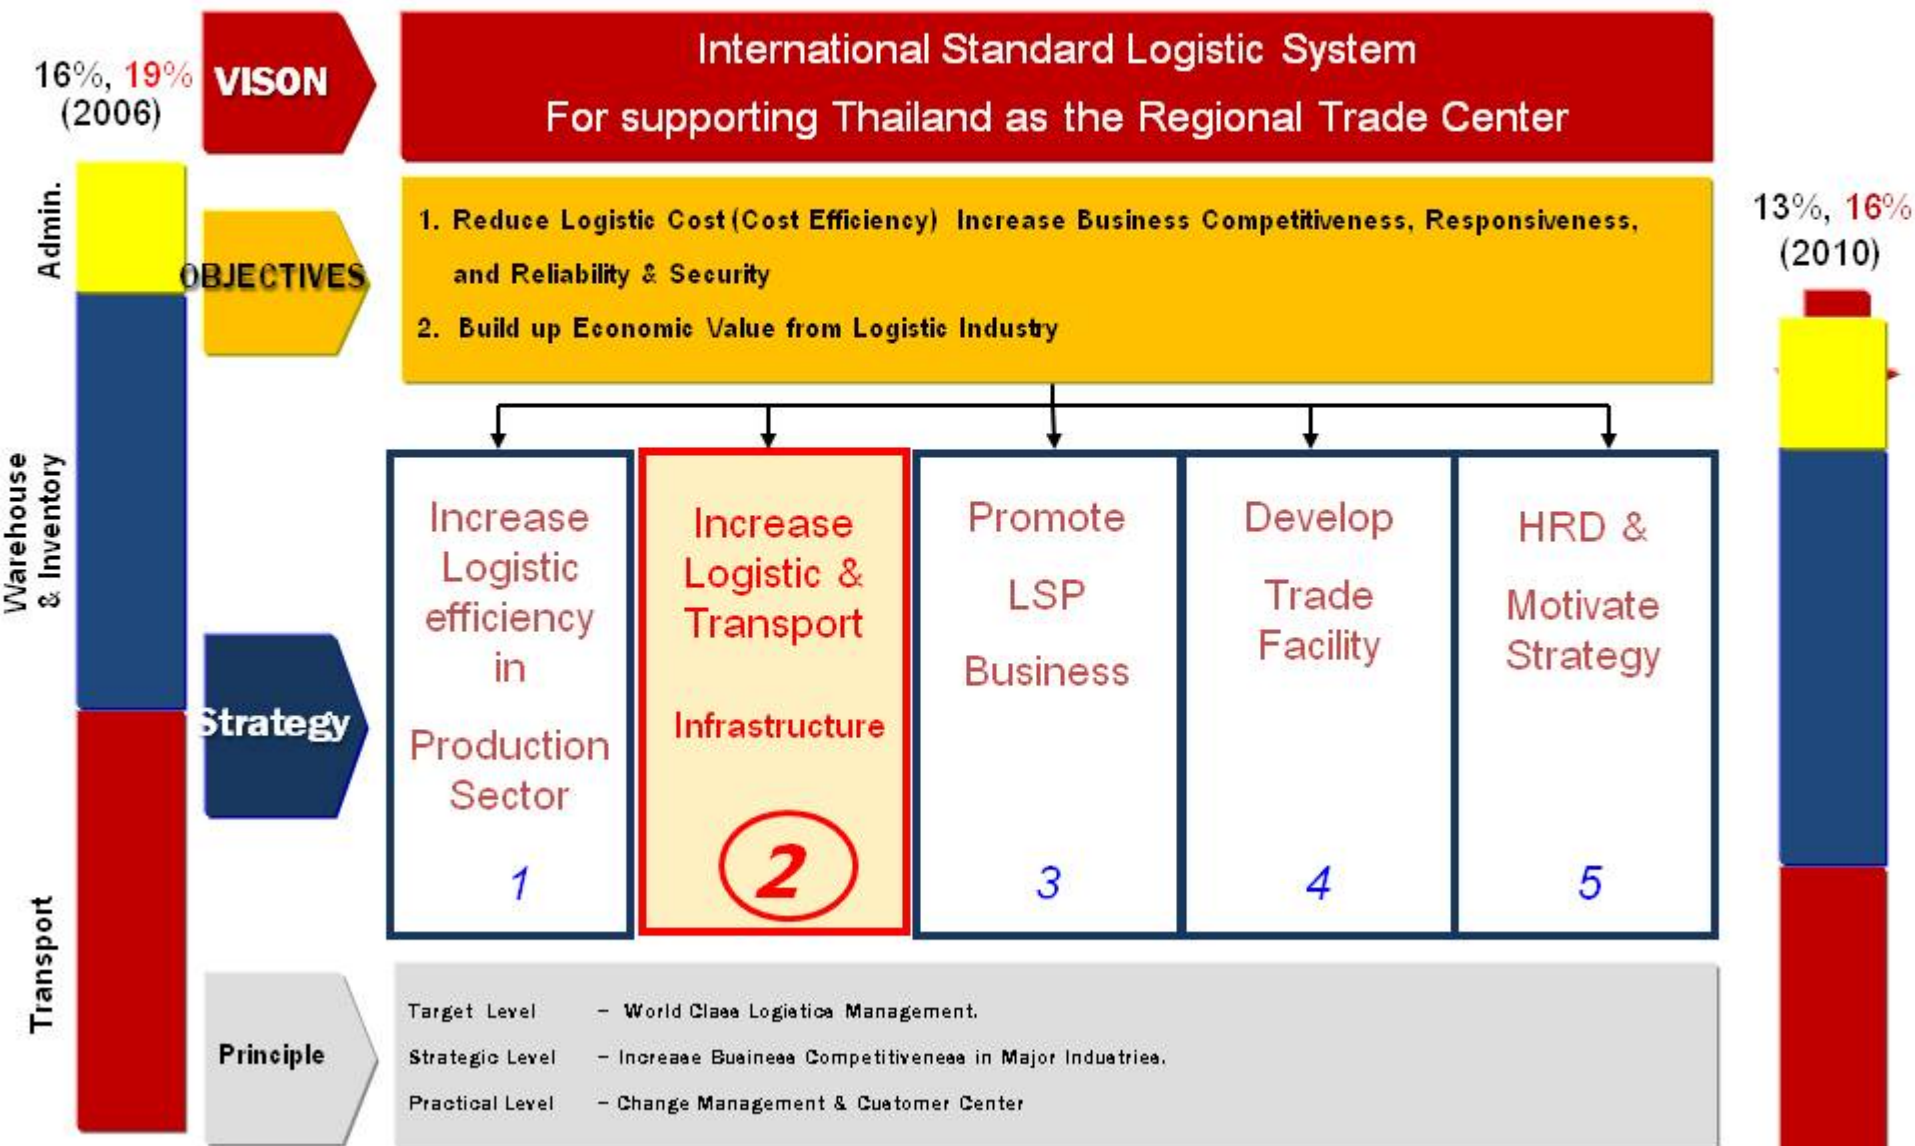 16%, 19%
(2006)
VISON
International Standard Logistic System
For supporting Thailand as the Regional Trade Center
13%, 16%
(2010)
Admin.
Warehouse
& Inventory
Transport
OBJECTIVES
1. Reduce Logistic Cost (Cost Efficiency) Increase Business Competitiveness, Responsiveness,
and Reliability & Security
2. Build up Economic Value from Logistic Industry
Strategy
Increase
Logistic
efficiency
in
Production
Sector
1
Increase
Logistic &
Transport
Infrastructure
2
Promote
LSP
Business
3
Develop
Trade
Facility
4
HRD &
Motivate
Strategy
5
Principle
Target Level – World Class Logistics Management.
Strategic Level – Increase Business Competitiveness in Major Industries.
Practical Level – Change Management & Customer Center